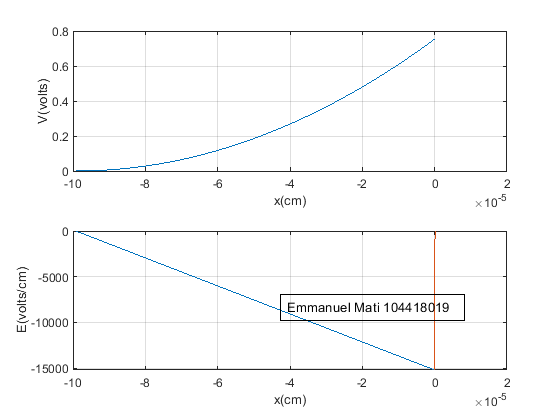 0.8
0.6
0.4
0.2
0
V(volts)
-10 -8 -6 -4 -2 0 2
x(cm)
×10⁻⁵
0
-5000
-10000
-15000
E(volts/cm)
Emmanuel Mati 104418019
-10 -8 -6 -4 -2 0 2
x(cm)
×10⁻⁵